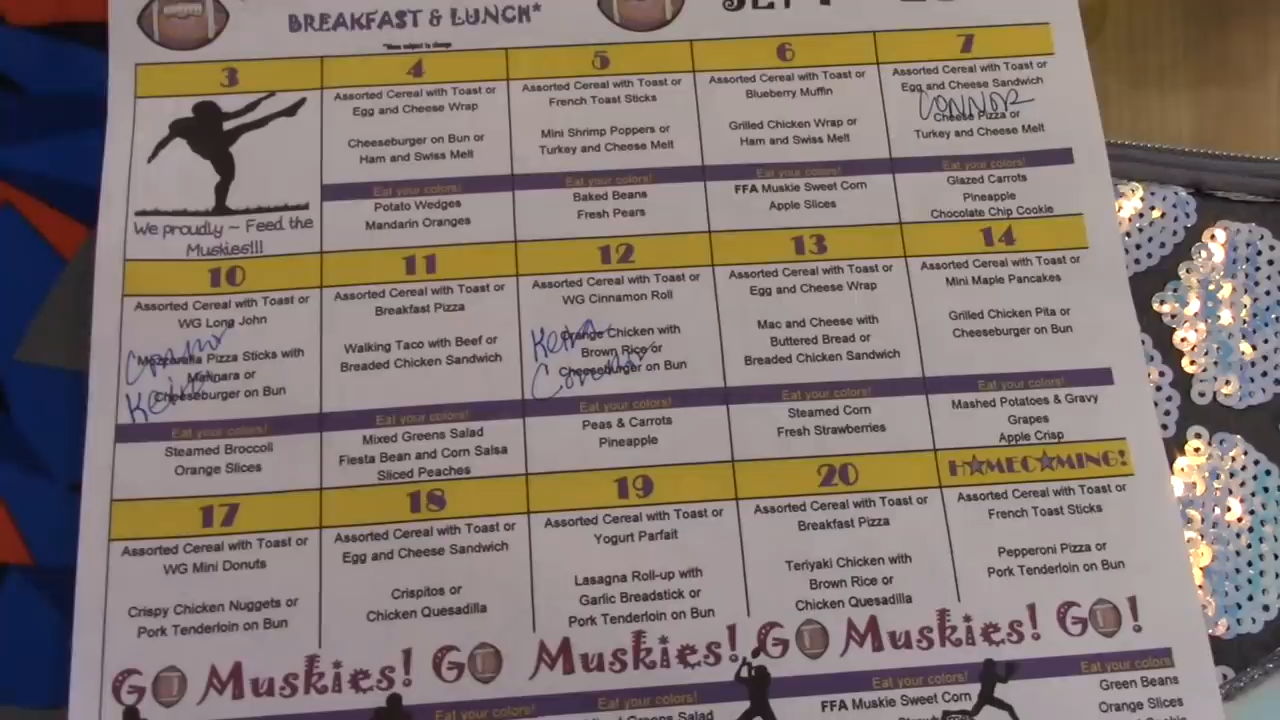 BREAKFAST & LUNCH*
*Menu subject to change
3
We proudly ~ Feed the
Muskies!!!
4
Assorted Cereal with Toast or
Egg and Cheese Wrap
Cheeseburger on Bun or
Ham and Swiss Melt
Eat your colors!
Potato Wedges
Mandarin Oranges
5
Assorted Cereal with Toast or
French Toast Sticks
Mini Shrimp Poppers or
Turkey and Cheese Melt
Eat your colors!
Baked Beans
Fresh Pears
6
Assorted Cereal with Toast or
Blueberry Muffin
Grilled Chicken Wrap or
Ham and Swiss Melt
Eat your colors!
FFA Muskie Sweet Corn
Apple Slices
7
Assorted Cereal with Toast or
Egg and Cheese Sandwich
CONNOR
Cheese Pizza or
Turkey and Cheese Melt
Eat your colors!
Glazed Carrots
Pineapple
Chocolate Chip Cookie
10
Assorted Cereal with Toast or
WG Long John
Connor
Mozzarella Pizza Sticks with
Marinara or
Cheeseburger on Bun
Eat your colors!
Steamed Broccoli
Orange Slices
11
Assorted Cereal with Toast or
Breakfast Pizza
Walking Taco with Beef or
Breaded Chicken Sandwich
Eat your colors!
Mixed Greens Salad
Fiesta Bean and Corn Salsa
Sliced Peaches
12
Assorted Cereal with Toast or
WG Cinnamon Roll
Orange Chicken with
Brown Rice or
Cheeseburger on Bun
Eat your colors!
Peas & Carrots
Pineapple
13
Assorted Cereal with Toast or
Egg and Cheese Wrap
Mac and Cheese with
Buttered Bread or
Breaded Chicken Sandwich
Eat your colors!
Steamed Corn
Fresh Strawberries
14
Assorted Cereal with Toast or
Mini Maple Pancakes
Grilled Chicken Pita or
Cheeseburger on Bun
Eat your colors!
Mashed Potatoes & Gravy
Grapes
Apple Crisp
17
Assorted Cereal with Toast or
WG Mini Donuts
Crispy Chicken Nuggets or
Pork Tenderloin on Bun
18
Assorted Cereal with Toast or
Egg and Cheese Sandwich
Crispitos or
Chicken Quesadilla
19
Assorted Cereal with Toast or
Yogurt Parfait
Lasagna Roll-up with
Garlic Breadstick or
Pork Tenderloin on Bun
20
Assorted Cereal with Toast or
Breakfast Pizza
Teriyaki Chicken with
Brown Rice or
Chicken Quesadilla
HOMECOMING!
Assorted Cereal with Toast or
French Toast Sticks
Pepperoni Pizza or
Pork Tenderloin on Bun
GO Muskies! GO Muskies! GO Muskies! GO!
Eat your colors!
Eat your colors!
Greens Salad
Eat your colors!
FFA Muskie Sweet Corn
Eat your colors
Green Beans
Orange Slices